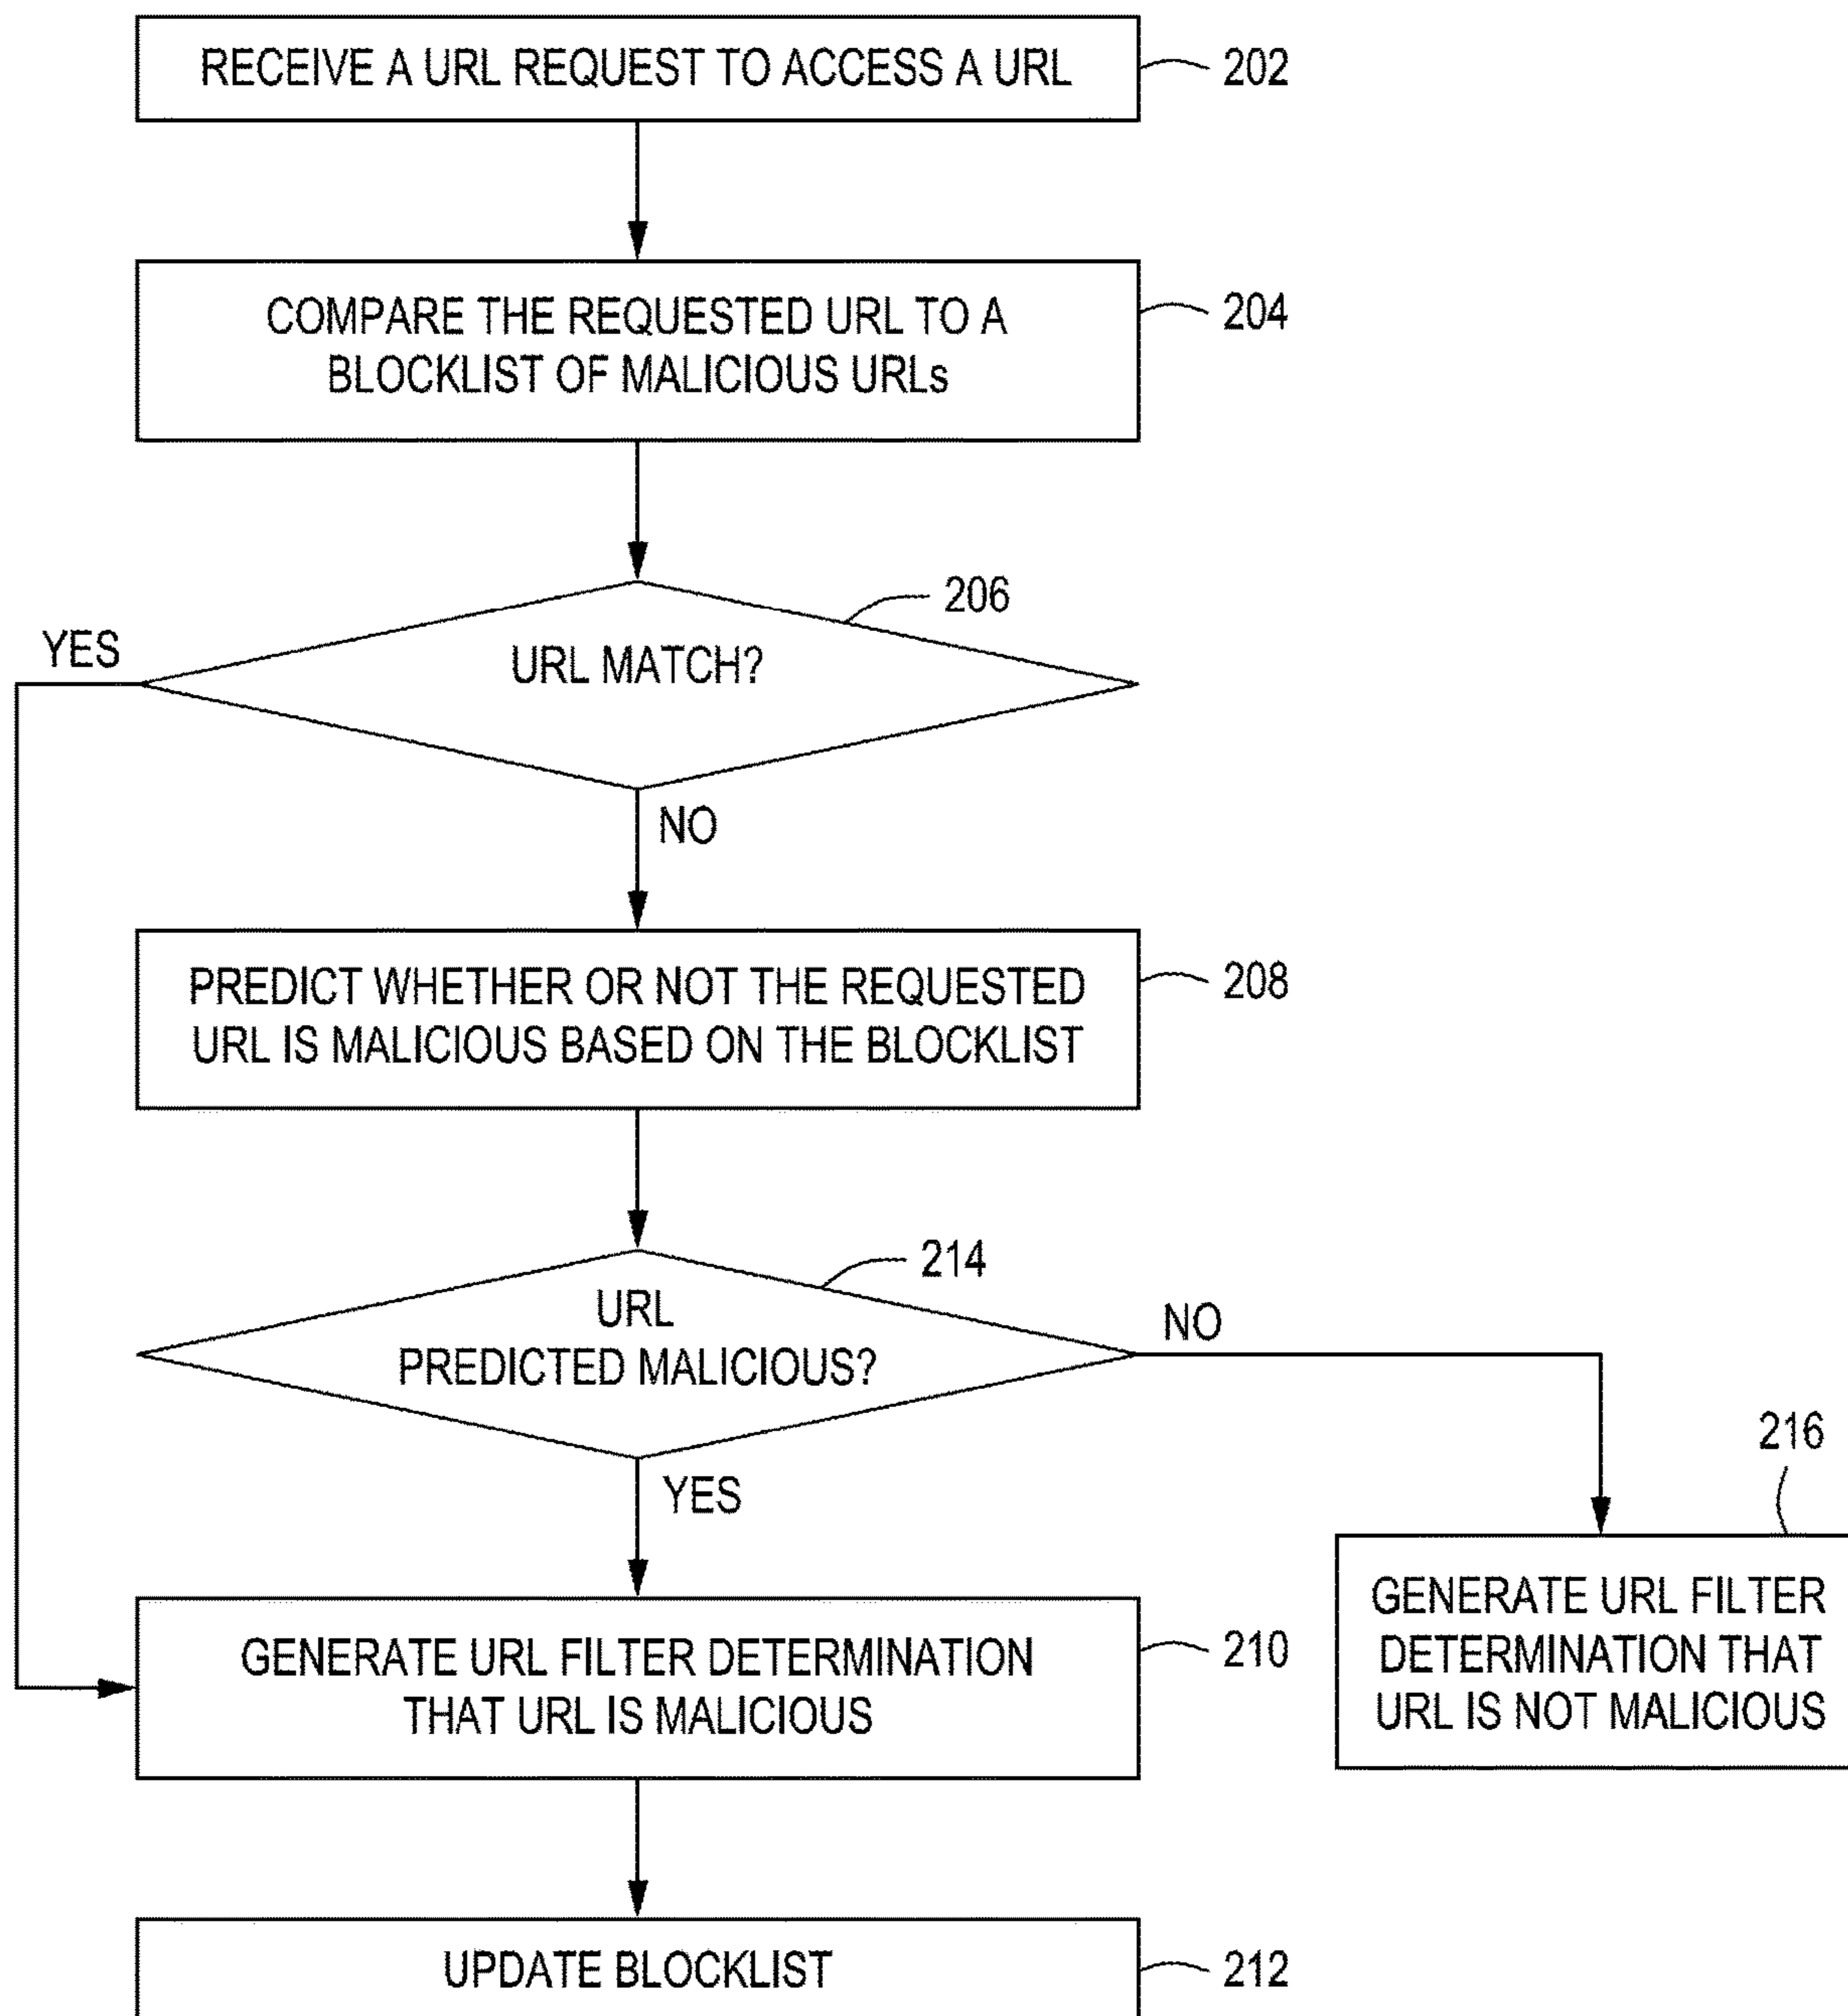 RECEIVE A URL REQUEST TO ACCESS A URL
202
COMPARE THE REQUESTED URL TO A
BLOCKLIST OF MALICIOUS URLs
204
206
YES
URL MATCH?
NO
PREDICT WHETHER OR NOT THE REQUESTED
URL IS MALICIOUS BASED ON THE BLOCKLIST
208
214
URL
PREDICTED MALICIOUS?
NO
YES
216
GENERATE URL FILTER
DETERMINATION THAT
URL IS NOT MALICIOUS
GENERATE URL FILTER DETERMINATION
THAT URL IS MALICIOUS
210
UPDATE BLOCKLIST
212